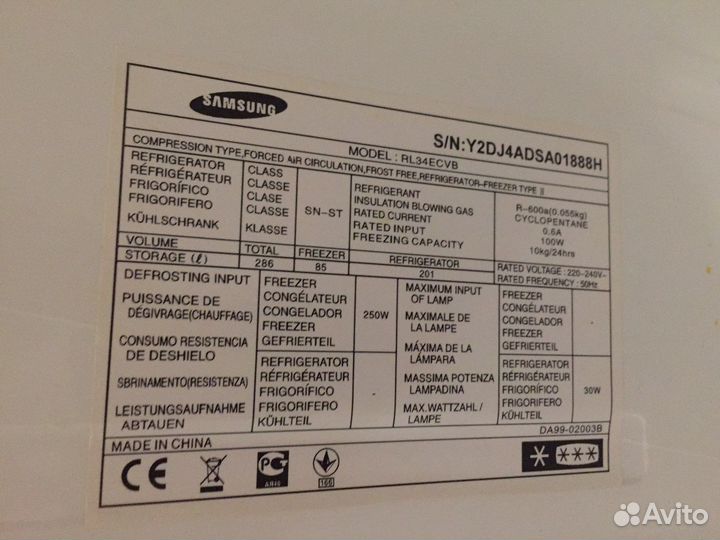 SAMSUNG
S/N:Y2DJ4ADSA01888H
MODEL : RL34ECVB
COMPRESSION TYPE,FORCED AIR CIRCULATION,FROST FREE,REFRIGERATOR-FREEZER TYPE II
REFRIGERATOR CLASS
RÉFRIGÉRATEUR CLASSE
FRIGORÍFICO CLASE
FRIGORIFERO CLASSE
KÜHLSCHRANK KLASSE
SN-ST
REFRIGERANT R-600a(0.055kg)
INSULATION BLOWING GAS CYCLOPENTANE
RATED CURRENT 0.6A
RATED INPUT 100W
FREEZING CAPACITY 10kg/24hrs
VOLUME TOTAL FREEZER REFRIGERATOR
STORAGE (ℓ) 286 85 201
RATED VOLTAGE : 220-240V~
RATED FREQUENCY : 50Hz
DEFROSTING INPUT
PUISSANCE DE
DÉGIVRAGE(CHAUFFAGE)
CONSUMO RESISTENCIA
DE DESHIELO
SBRINAMENTO(RESISTENZA)
LEISTUNGSAUFNAHME
ABTAUEN
FREEZER
CONGÉLATEUR
CONGELADOR
FREEZER
GEFRIERTEIL
250W
REFRIGERATOR
RÉFRIGÉRATEUR
FRIGORÍFICO
FRIGORIFERO
KÜHLTEIL
MAXIMUM INPUT
OF LAMP
MAXIMALE DE
LA LAMPE
MÁXIMA DE LA
LÁMPARA
MASSIMA POTENZA
LAMPADINA
MAX.WATTZAHL /
LAMPE
FREEZER
CONGÉLATEUR
CONGELADOR
FREEZER
GEFRIERTEIL
REFRIGERATOR
RÉFRIGÉRATEUR
FRIGORÍFICO
FRIGORIFERO
KÜHLTEIL
30W
DA99-02003B
MADE IN CHINA
CE
Avito